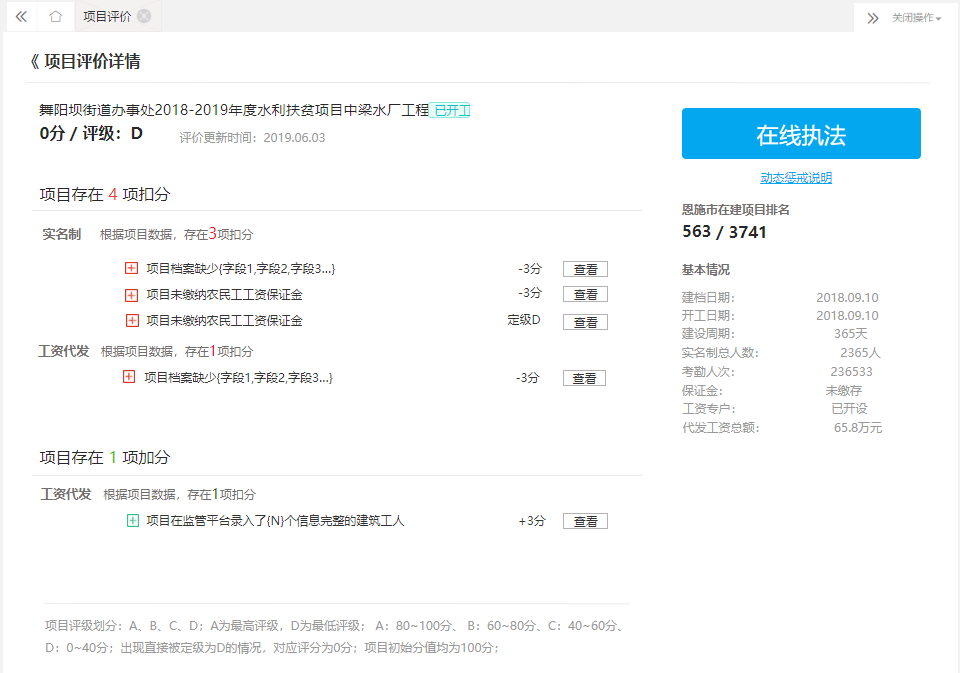 项目评价
关闭操作
《 项目评价详情
舞阳坝街道办事处2018-2019年度水利扶贫项目中梁水厂工程 已开工
0分 / 评级：D 评价更新时间：2019.06.03
项目存在 4 项扣分
实名制 根据项目数据，存在3项扣分
项目档案缺少{字段1,字段2,字段3...} -3分 查看
项目未缴纳农民工工资保证金 -3分 查看
项目未缴纳农民工工资保证金 定级D 查看
工资代发 根据项目数据，存在1项扣分
项目档案缺少{字段1,字段2,字段3...} -3分 查看
项目存在 1 项加分
工资代发 根据项目数据，存在1项扣分
项目在监管平台录入了{N}个信息完整的建筑工人 +3分 查看
项目评级划分：A、B、C、D；A为最高评级，D为最低评级； A：80~100分、 B：60~80分、C：40~60分、
D：0~40分；出现直接被定级为D的情况，对应评分为0分；项目初始分值均为100分；
在线执法
动态惩戒说明
恩施市在建项目排名
563 / 3741
基本情况
建档日期： 2018.09.10
开工日期： 2018.09.10
建设周期： 365天
实名制总人数： 2365人
考勤人次： 236533
保证金： 未缴存
工资专户： 已开设
代发工资总额： 65.8万元